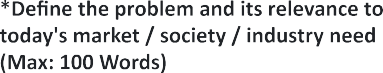 *Define the problem and its relevance to
today's market / society / industry need
(Max: 100 Words)